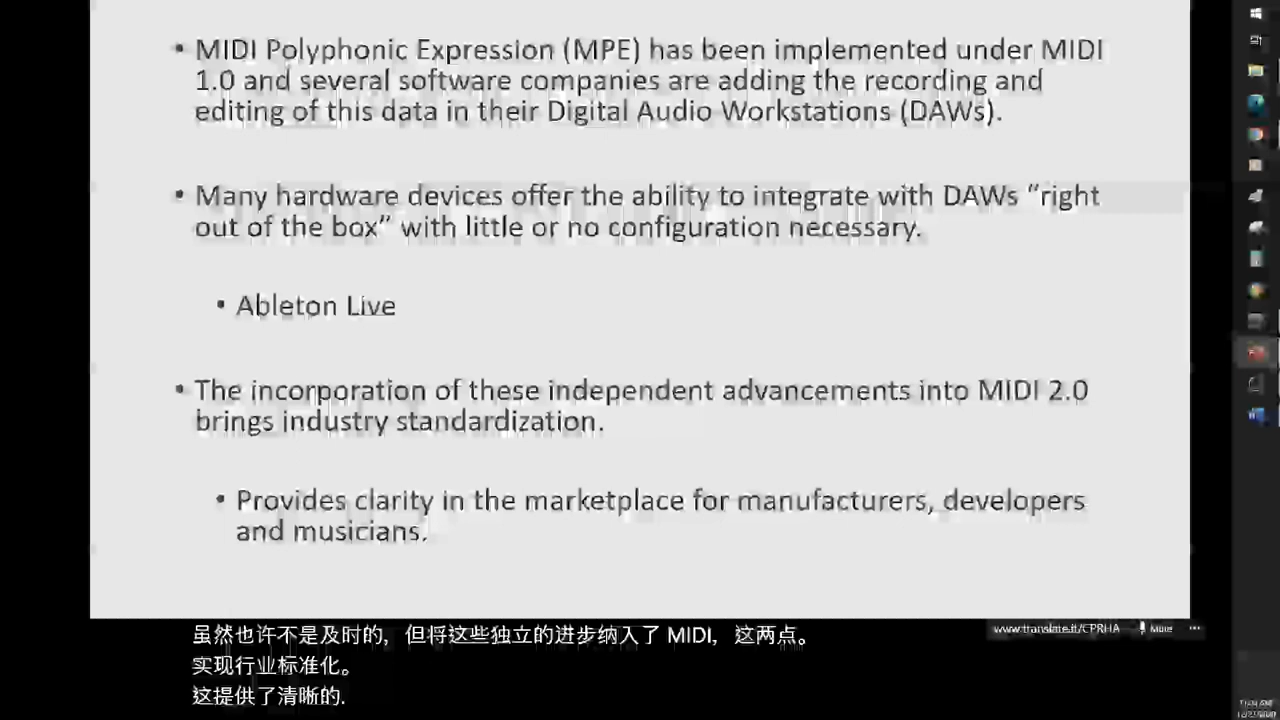 • MIDI Polyphonic Expression (MPE) has been implemented under MIDI
1.0 and several software companies are adding the recording and
editing of this data in their Digital Audio Workstations (DAWs).
• Many hardware devices offer the ability to integrate with DAWs “right
out of the box” with little or no configuration necessary.
• Ableton Live
• The incorporation of these independent advancements into MIDI 2.0
brings industry standardization.
• Provides clarity in the marketplace for manufacturers, developers
and musicians.
虽然也许不是及时的，但将这些独立的进步纳入了 MIDI，这两点。
实现行业标准化。
这提供了清晰的.
www.translate.it/CPRHA More